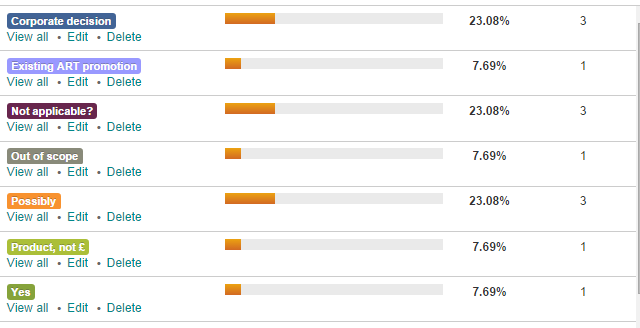 Corporate decision 23.08% 3
View all • Edit • Delete
Existing ART promotion 7.69% 1
View all • Edit • Delete
Not applicable? 23.08% 3
View all • Edit • Delete
Out of scope 7.69% 1
View all • Edit • Delete
Possibly 23.08% 3
View all • Edit • Delete
Product, not £ 7.69% 1
View all • Edit • Delete
Yes 7.69% 1
View all • Edit • Delete